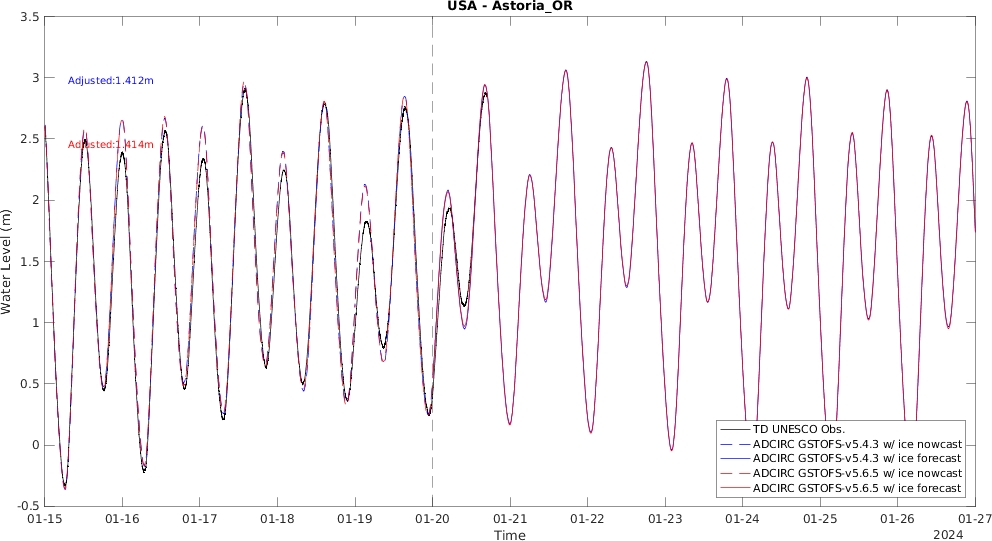 USA - Astoria_OR
3.5
3
2.5
2
1.5
1
0.5
0
-0.5
Water Level (m)
Adjusted:1.412m
Adjusted:1.414m
TD UNESCO Obs.
ADCIRC GSTOFS-v5.4.3 w/ ice nowcast
ADCIRC GSTOFS-v5.4.3 w/ ice forecast
ADCIRC GSTOFS-v5.6.5 w/ ice nowcast
ADCIRC GSTOFS-v5.6.5 w/ ice forecast
01-15 01-16 01-17 01-18 01-19 01-20 01-21 01-22 01-23 01-24 01-25 01-26 01-27
Time
2024